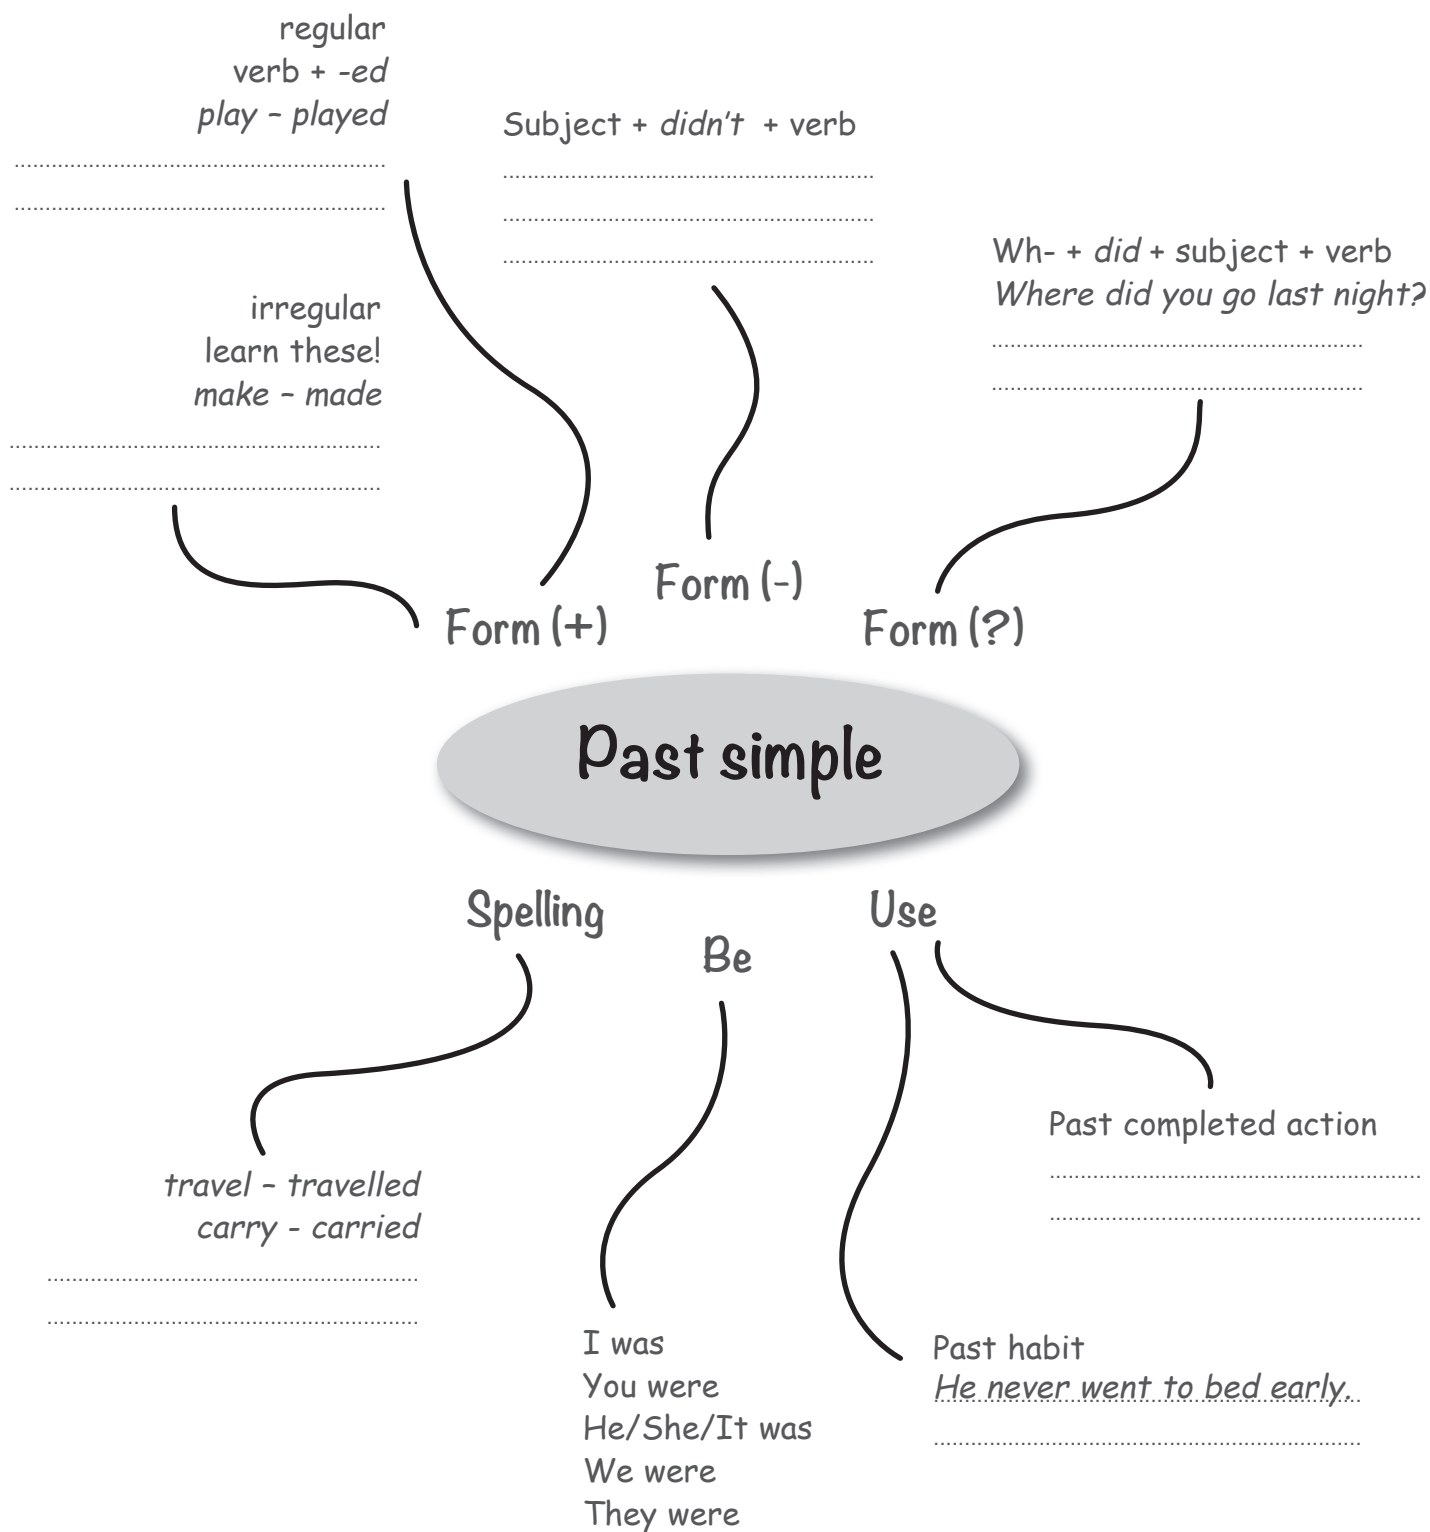 regular
verb + -ed
play – played
Subject + didn't + verb
Wh- + did + subject + verb
Where did you go last night?
irregular
learn these!
make – made
Form (+)
Form (-)
Form (?)
Past simple
Spelling
Be
Use
travel – travelled
carry - carried
I was
You were
He/She/It was
We were
They were
Past completed action
Past habit
He never went to bed early.